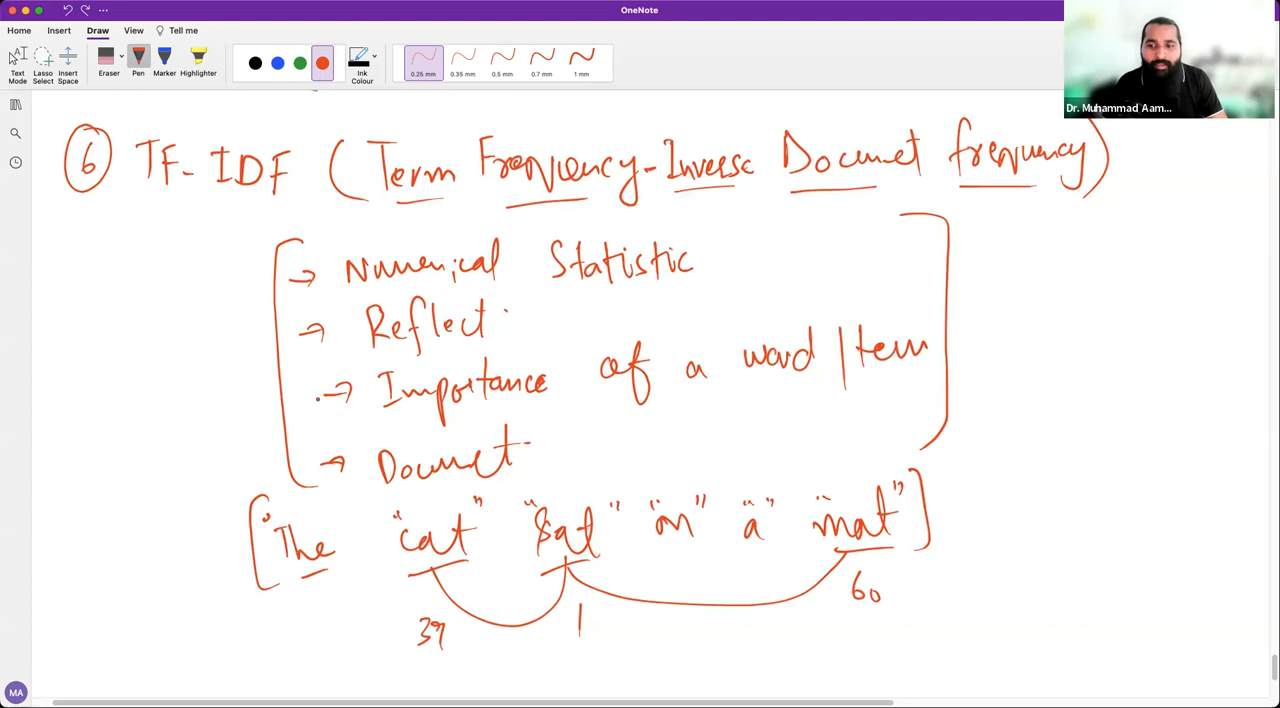 OneNote
Home Insert Draw View Tell me
Text Mode Lasso Select Insert Space Eraser Pen Marker Highlighter Ink Colour 0.25 mm 0.35 mm 0.5 mm 0.7 mm 1 mm
Dr. Muhammad Aam...
6 TF-IDF (Term Frequency-Inverse Documet frequency)
→ Numerical Statistic
→ Reflect
→ Importance of a word / term
→ Documet
["The "cat" "sat" "on" "a" "mat"]
39 1 60
MA